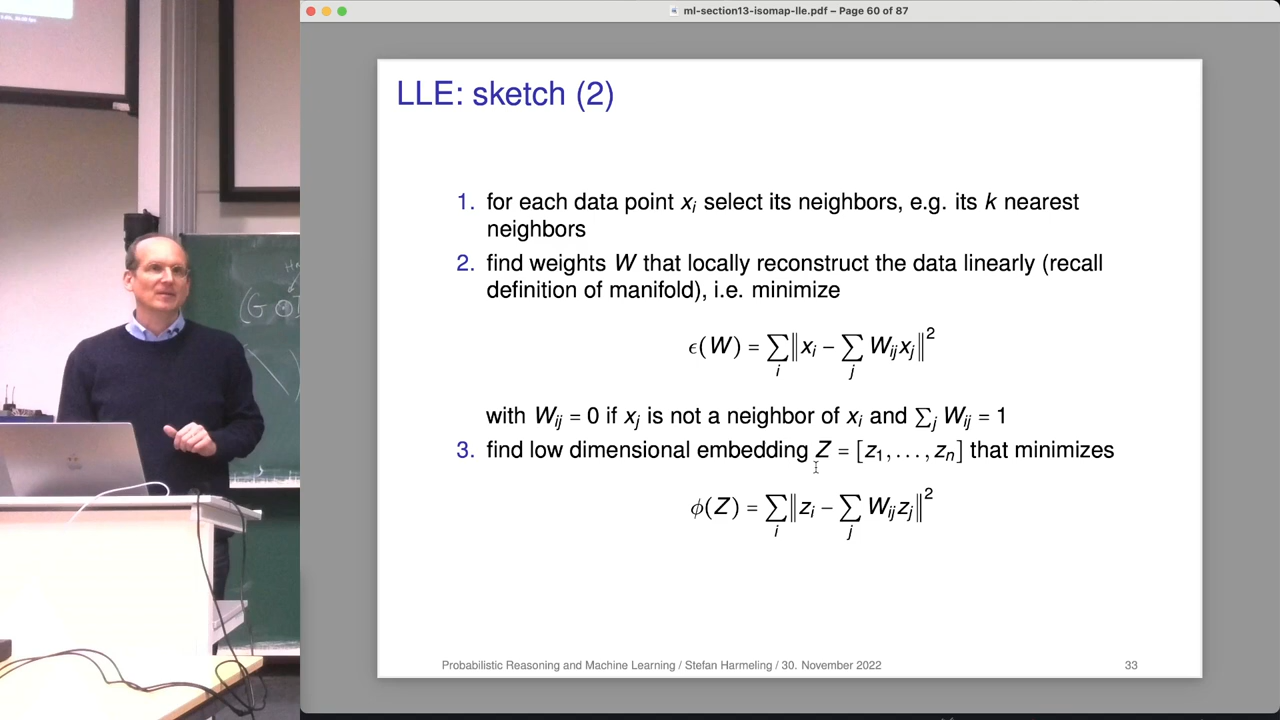 ml-section13-isomap-lle.pdf – Page 60 of 87
LLE: sketch (2)
1. for each data point xᵢ select its neighbors, e.g. its k nearest
neighbors
2. find weights W that locally reconstruct the data linearly (recall
definition of manifold), i.e. minimize
ϵ(W) = ∑ᵢ‖xᵢ − ∑ⱼ Wᵢⱼxⱼ‖²
with Wᵢⱼ = 0 if xⱼ is not a neighbor of xᵢ and ∑ⱼ Wᵢⱼ = 1
3. find low dimensional embedding Z = [z₁, . . . , zₙ] that minimizes
ϕ(Z) = ∑ᵢ‖zᵢ − ∑ⱼ Wᵢⱼzⱼ‖²
Probabilistic Reasoning and Machine Learning / Stefan Harmeling / 30. November 2022
33